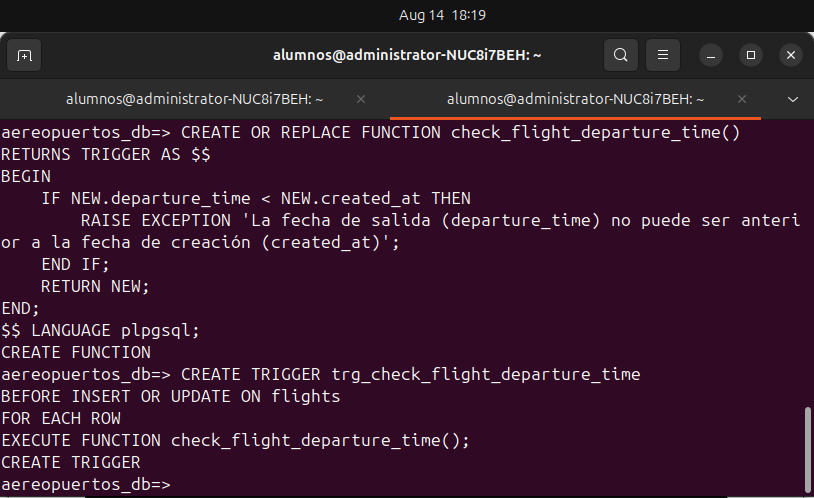 Aug 14 18:19
alumnos@administrator-NUC8i7BEH: ~
alumnos@administrator-NUC8i7BEH: ~ alumnos@administrator-NUC8i7BEH: ~
aereopuertos_db=> CREATE OR REPLACE FUNCTION check_flight_departure_time()
RETURNS TRIGGER AS $$
BEGIN
    IF NEW.departure_time < NEW.created_at THEN
        RAISE EXCEPTION 'La fecha de salida (departure_time) no puede ser anteri
or a la fecha de creación (created_at)';
    END IF;
    RETURN NEW;
END;
$$ LANGUAGE plpgsql;
CREATE FUNCTION
aereopuertos_db=> CREATE TRIGGER trg_check_flight_departure_time
BEFORE INSERT OR UPDATE ON flights
FOR EACH ROW
EXECUTE FUNCTION check_flight_departure_time();
CREATE TRIGGER
aereopuertos_db=>